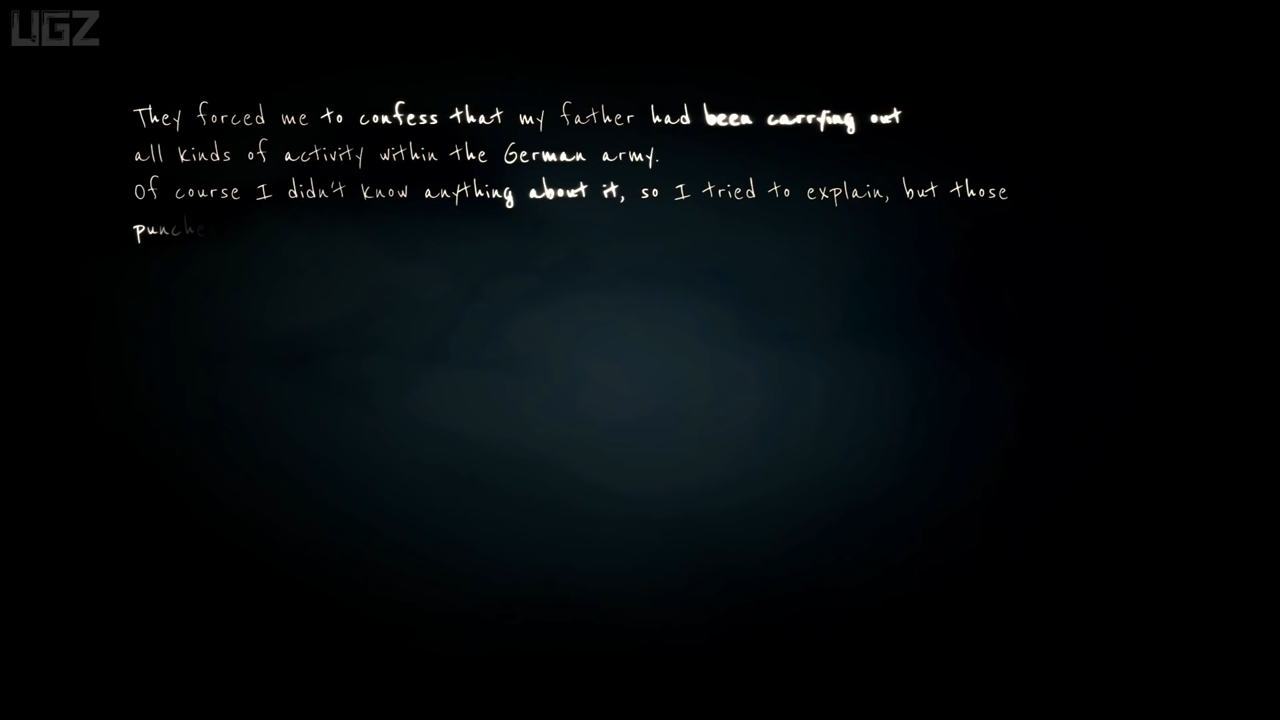 UGZ
They forced me to confess that my father had been carrying out
all kinds of activity within the German army.
Of course I didn't know anything about it, so I tried to explain, but those
punche